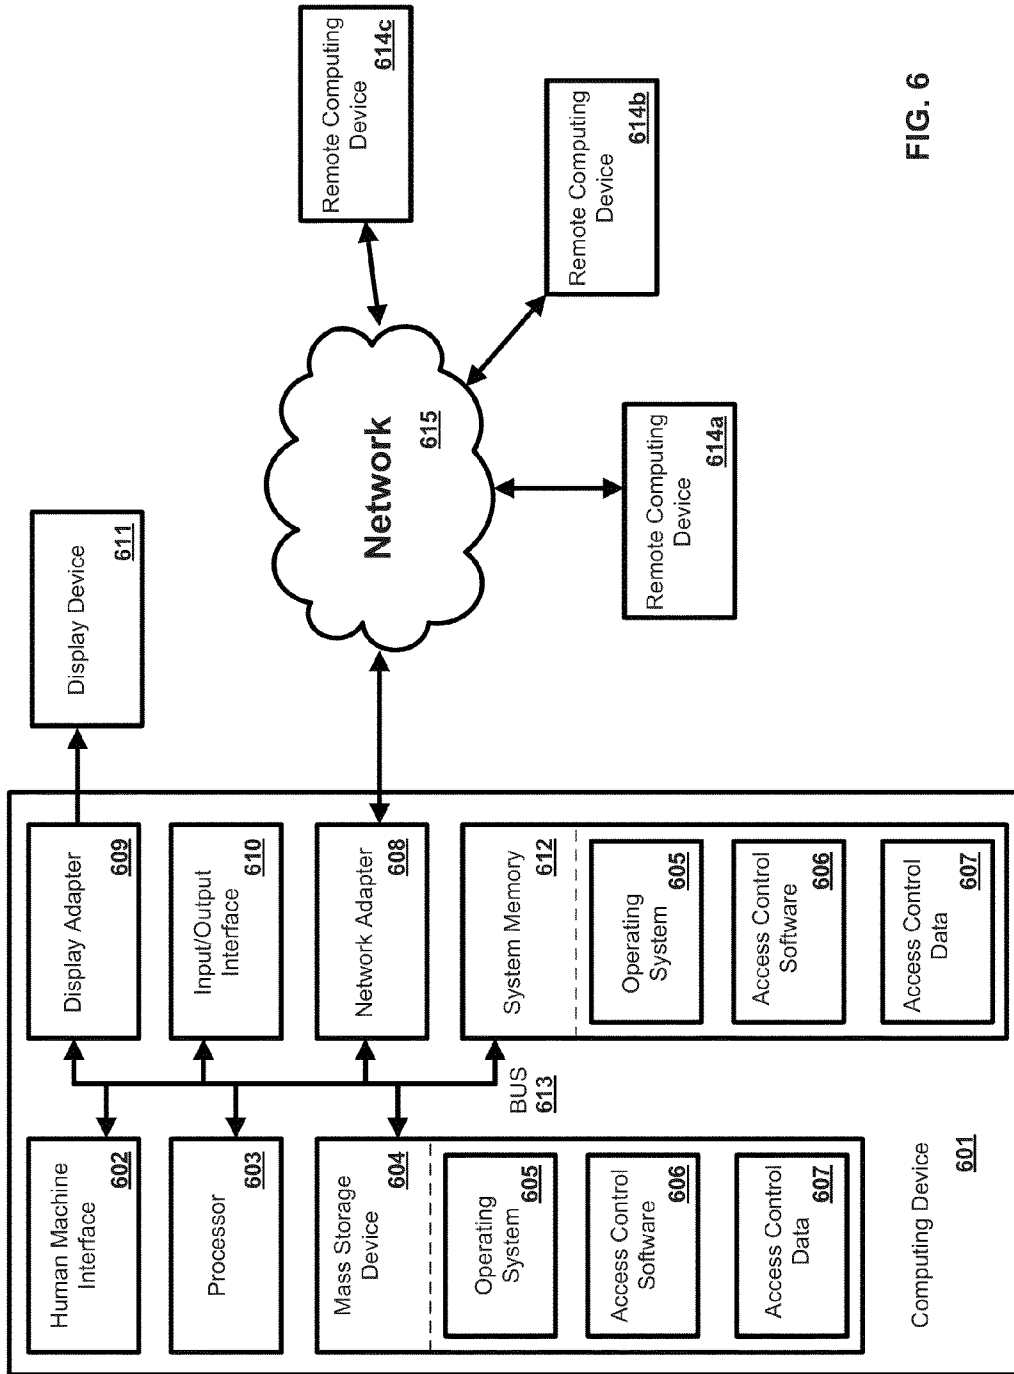 Human Machine
Interface
602
Processor
603
Mass Storage
Device
604
Operating
System
605
Access Control
Software
606
Access Control
Data
607
Computing Device
601
BUS
613
Display Adapter
609
Input/Output
Interface
610
Network Adapter
608
System Memory
612
Operating
System
605
Access Control
Software
606
Access Control
Data
607
Display Device
611
Network
615
Remote Computing
Device
614a
Remote Computing
Device
614b
Remote Computing
Device
614c
FIG. 6